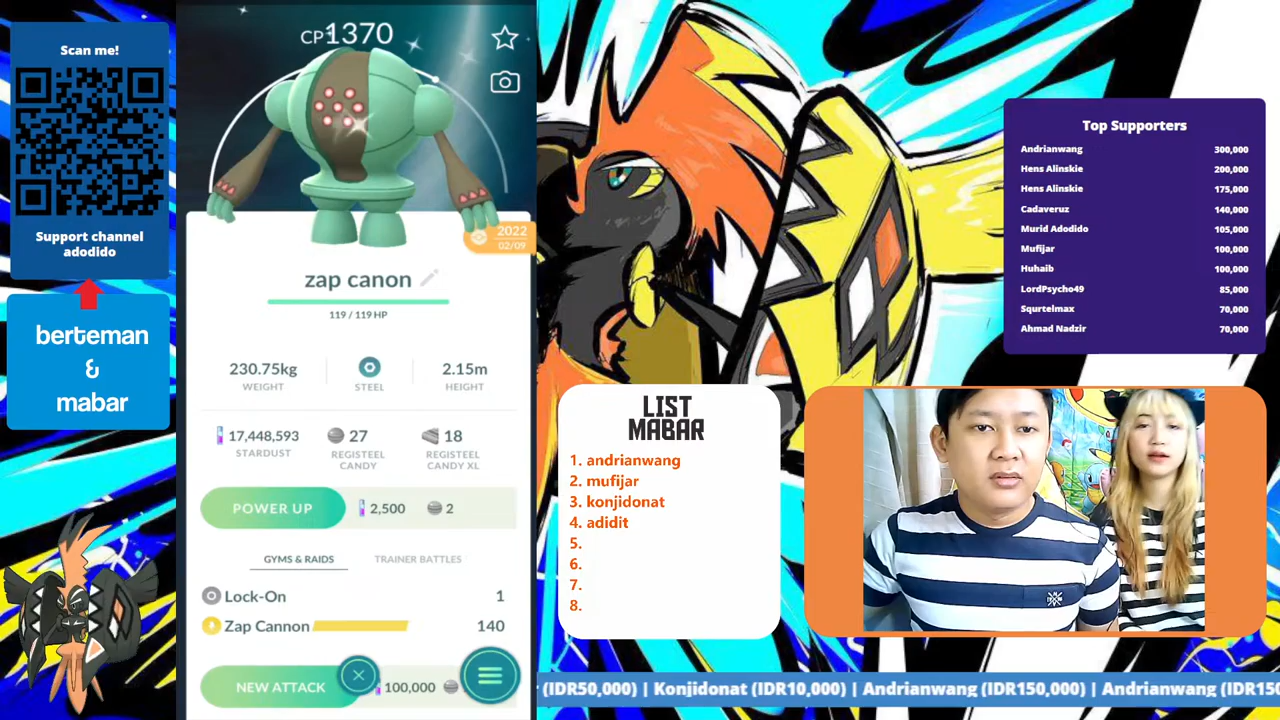 Scan me!
Support channel
adodido
berteman
&
mabar
CP1370
2022
02/09
zap canon
119 / 119 HP
230.75kg
WEIGHT
STEEL
2.15m
HEIGHT
17,448,593
STARDUST
27
REGISTEEL
CANDY
18
REGISTEEL
CANDY XL
POWER UP
2,500
2
GYMS & RAIDS
TRAINER BATTLES
Lock-On 1
Zap Cannon 140
NEW ATTACK
100,000
Top Supporters
Andrianwang 300,000
Hens Alinskie 200,000
Hens Alinskie 175,000
Cadaveruz 140,000
Murid Adodido 105,000
Mufijar 100,000
Huhaib 100,000
LordPsycho49 85,000
Squrtelmax 70,000
Ahmad Nadzir 70,000
LIST
MABAR
1. andrianwang
2. mufijar
3. konjidonat
4. adidit
5.
6.
7.
8.
(IDR50,000) | Konjidonat (IDR10,000) | Andrianwang (IDR150,000) | Andrianwang (IDR150